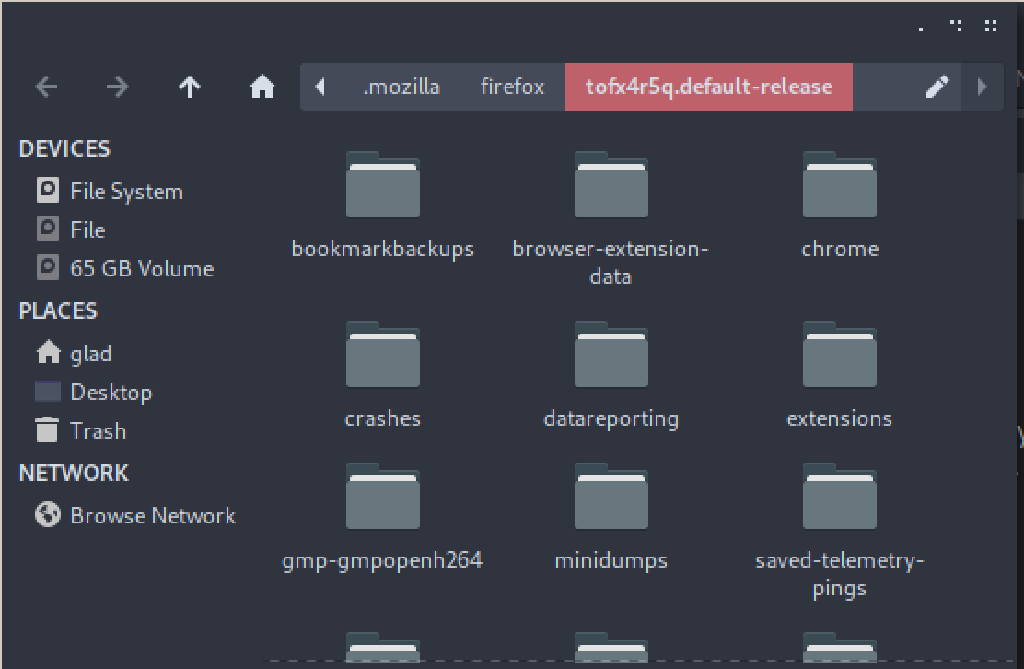 .mozilla firefox tofx4r5q.default-release
DEVICES
File System
File
65 GB Volume
PLACES
glad
Desktop
Trash
NETWORK
Browse Network
bookmarkbackups
browser-extension-
data
chrome
crashes
datareporting
extensions
gmp-gmpopenh264
minidumps
saved-telemetry-
pings